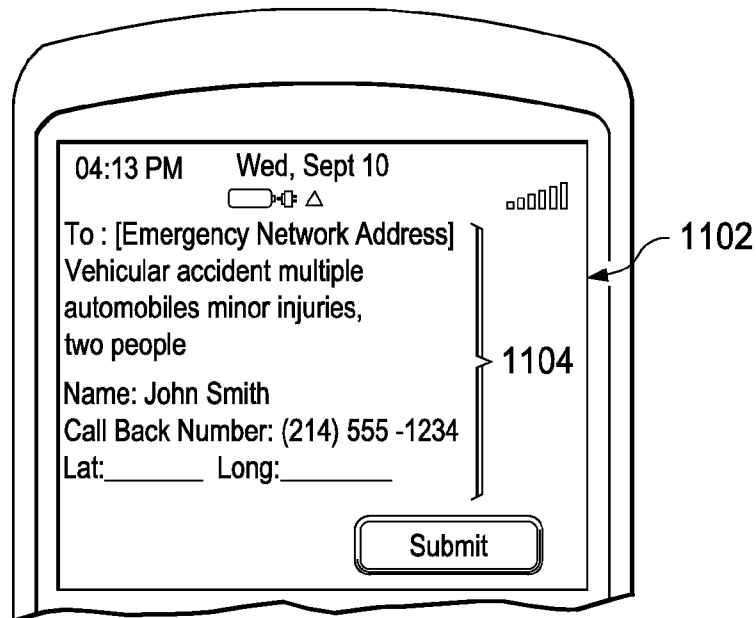 04:13 PM Wed, Sept 10
To : [Emergency Network Address]
Vehicular accident multiple
automobiles minor injuries,
two people
Name: John Smith
Call Back Number: (214) 555 -1234
Lat:_______ Long:________
Submit
1102
1104